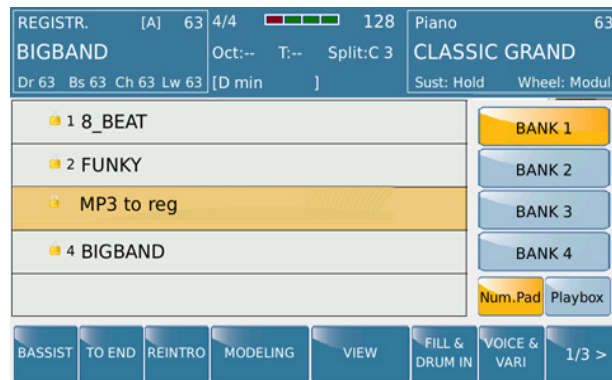 REGISTR. [A] 63
BIGBAND
Dr 63 Bs 63 Ch 63 Lw 63
4/4 128
Oct:-- T:-- Split:C 3
[D min ]
Piano 63
CLASSIC GRAND
Sust: Hold Wheel: Modul
1 8_BEAT
2 FUNKY
MP3 to reg
4 BIGBAND
BANK 1
BANK 2
BANK 3
BANK 4
Num.Pad Playbox
BASSIST TO END REINTRO MODELING VIEW FILL & DRUM IN VOICE & VARI 1/3 >